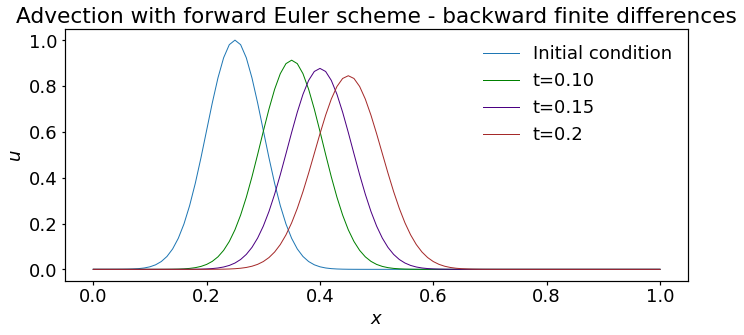 Advection with forward Euler scheme - backward finite differences
1.0
0.8
0.6
0.4
0.2
0.0
u
Initial condition
t=0.10
t=0.15
t=0.2
0.0 0.2 0.4 0.6 0.8 1.0
x